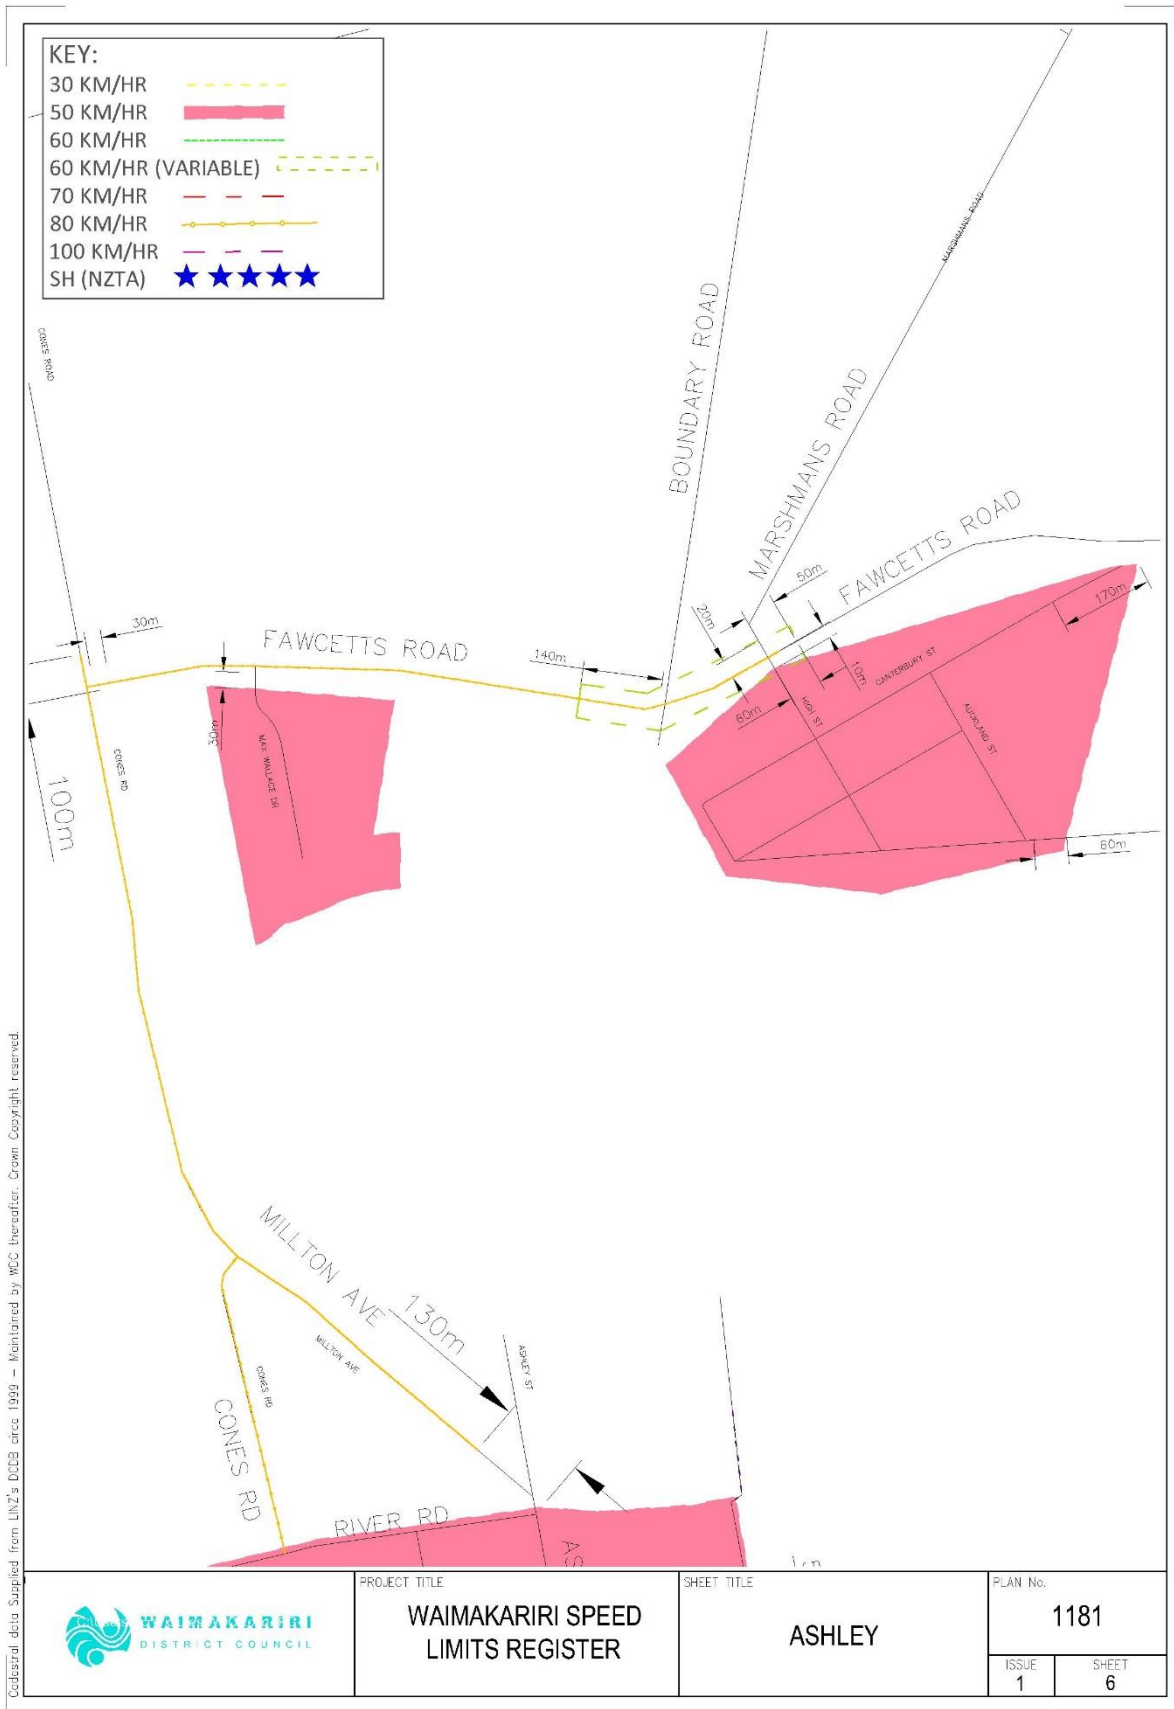 KEY:
30 KM/HR
50 KM/HR
60 KM/HR
60 KM/HR (VARIABLE)
70 KM/HR
80 KM/HR
100 KM/HR
SH (NZTA)
CONES ROAD
BOUNDARY ROAD
MARSHMANS ROAD
MARSHMANS ROAD
FAWCETTS ROAD
50m
20m
170m
30m
FAWCETTS ROAD
140m
10m
CANTERBURY ST
60m
HIGH ST
AUCKLAND ST
30m
MAX WALLACE DR
CONES RD
100m
60m
MILLTON AVE
130m
MILLTON AVE
ASHLEY ST
CONES RD
CONES RD
RIVER RD
AS
Cadastral data Supplied from LINZ's DCDB circa 1999 – Maintained by WDC thereafter. Crown Copyright reserved.
WAIMAKARIRI
DISTRICT COUNCIL
PROJECT TITLE
WAIMAKARIRI SPEED
LIMITS REGISTER
SHEET TITLE
ASHLEY
PLAN No.
1181
ISSUE
1
SHEET
6